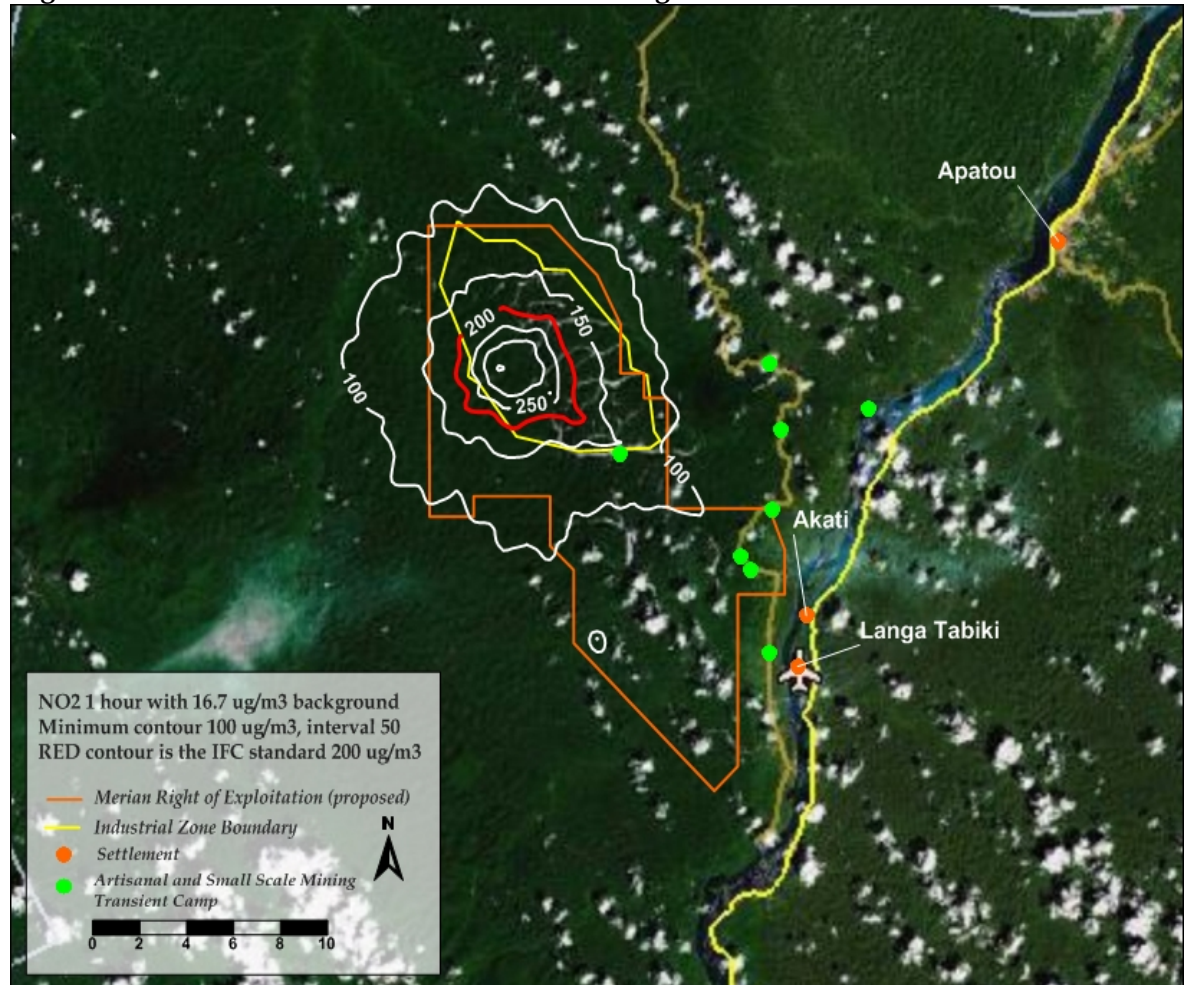 Apatou
200
150
100
250
100
Akati
Langa Tabiki
NO2 1 hour with 16.7 ug/m3 background
Minimum contour 100 ug/m3, interval 50
RED contour is the IFC standard 200 ug/m3
Merian Right of Exploitation (proposed)
Industrial Zone Boundary
N
Settlement
Artisanal and Small Scale Mining
Transient Camp
0 2 4 6 8 10